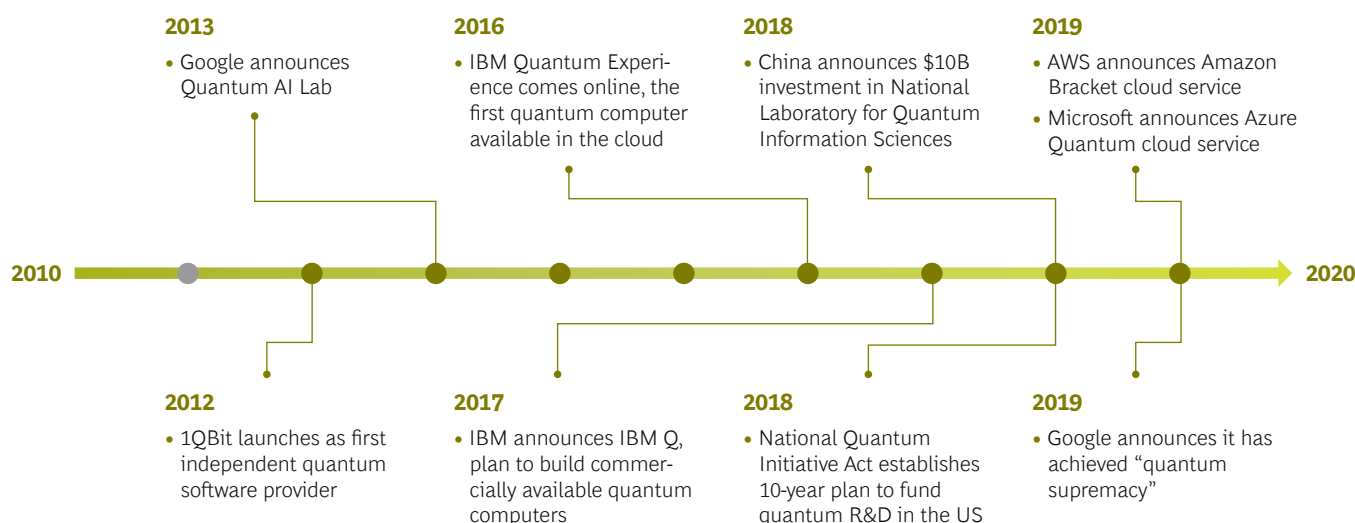 2013
• Google announces
Quantum AI Lab
2016
• IBM Quantum Experi-
ence comes online, the
first quantum computer
available in the cloud
2018
• China announces $10B
investment in National
Laboratory for Quantum
Information Sciences
2019
• AWS announces Amazon
Bracket cloud service
• Microsoft announces Azure
Quantum cloud service
2010
2020
2012
• 1QBit launches as first
independent quantum
software provider
2017
• IBM announces IBM Q,
plan to build commer-
cially available quantum
computers
2018
• National Quantum
Initiative Act establishes
10-year plan to fund
quantum R&D in the US
2019
• Google announces it has
achieved “quantum
supremacy”